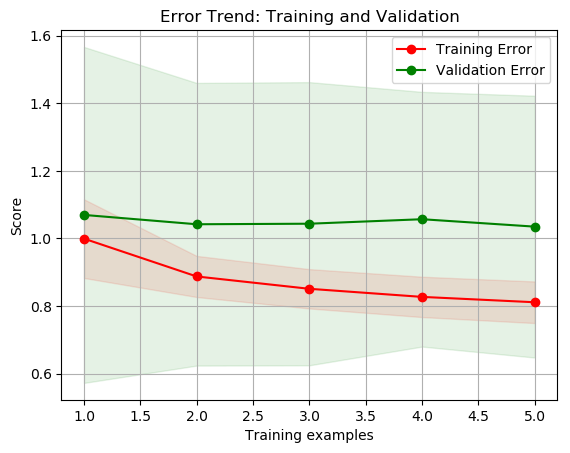 Error Trend: Training and Validation
1.6
1.4
1.2
1.0
0.8
0.6
Score
Training Error
Validation Error
1.0 1.5 2.0 2.5 3.0 3.5 4.0 4.5 5.0
Training examples